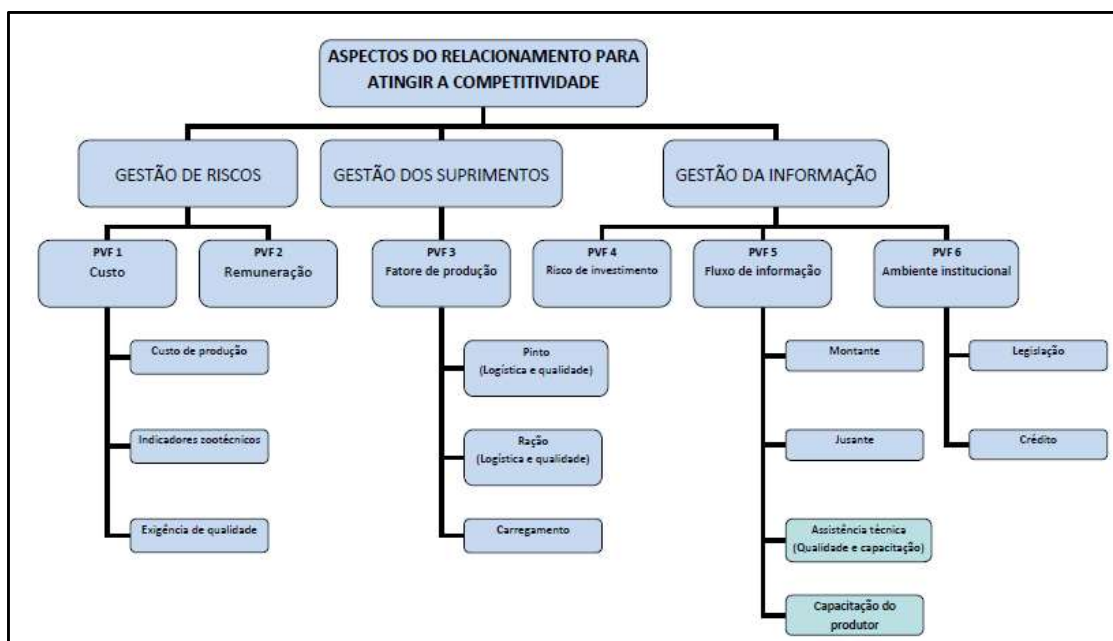 ASPECTOS DO RELACIONAMENTO PARA
ATINGIR A COMPETITIVIDADE
GESTÃO DE RISCOS
GESTÃO DOS SUPRIMENTOS
GESTÃO DA INFORMAÇÃO
PVF 1
Custo
PVF 2
Remuneração
PVF 3
Fatore de produção
PVF 4
Risco de investimento
PVF 5
Fluxo de informação
PVF 6
Ambiente institucional
Custo de produção
Indicadores zootécnicos
Exigência de qualidade
Pinto
(Logística e qualidade)
Ração
(Logística e qualidade)
Carregamento
Montante
Jusante
Assistência técnica
(Qualidade e capacitação)
Capacitação do
produtor
Legislação
Crédito